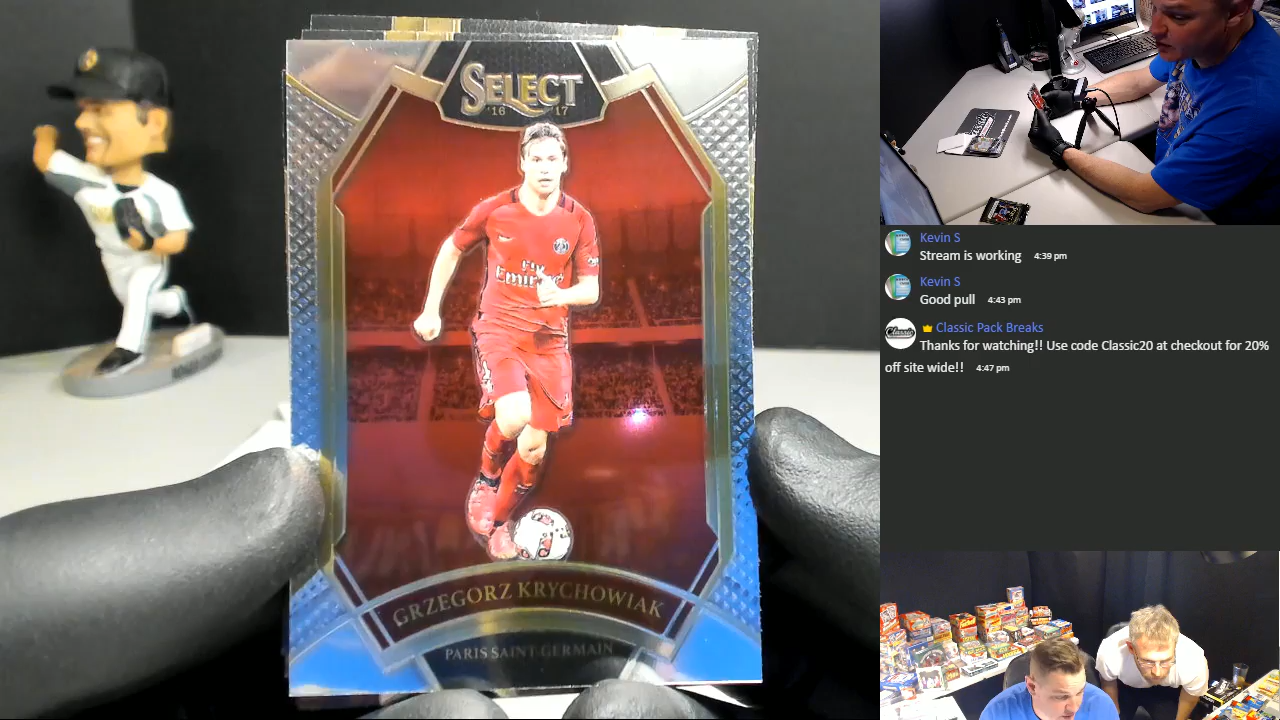 SELECT
'16 17
Fly
Emirates
GRZEGORZ KRYCHOWIAK
PARIS SAINT-GERMAIN
Kevin S
Stream is working 4:39 pm
Kevin S
Good pull 4:43 pm
Classic
Classic Pack Breaks
Thanks for watching!! Use code Classic20 at checkout for 20%
off site wide!! 4:47 pm